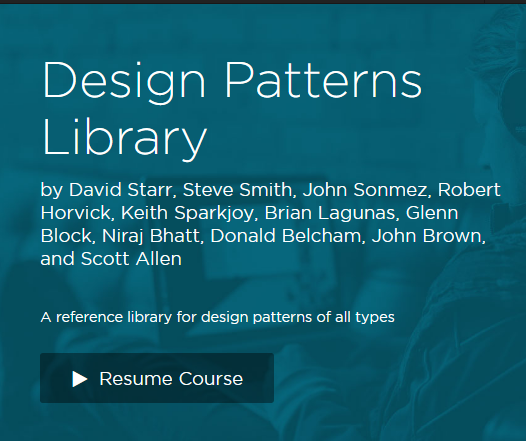 Design Patterns
Library
by David Starr, Steve Smith, John Sonmez, Robert
Horvick, Keith Sparkjoy, Brian Lagunas, Glenn
Block, Niraj Bhatt, Donald Belcham, John Brown,
and Scott Allen
A reference library for design patterns of all types
Resume Course